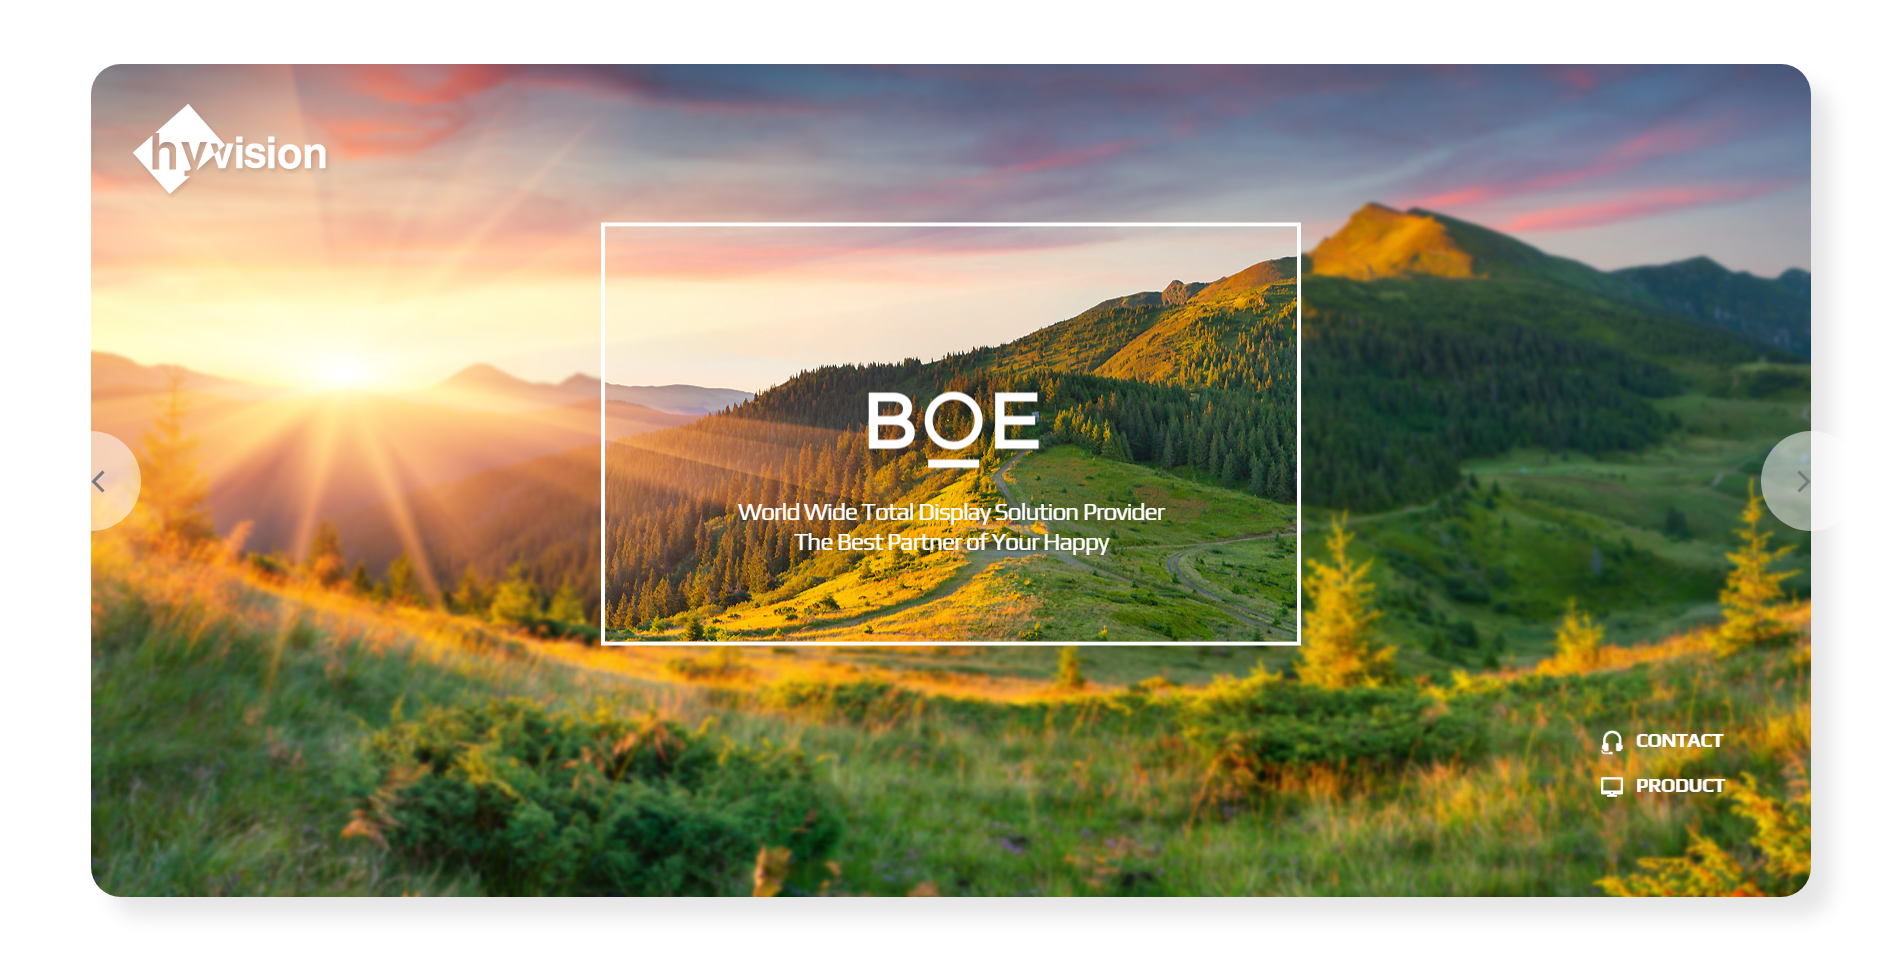 hyvision
BOE
World Wide Total Display Solution Provider
The Best Partner of Your Happy
CONTACT
PRODUCT